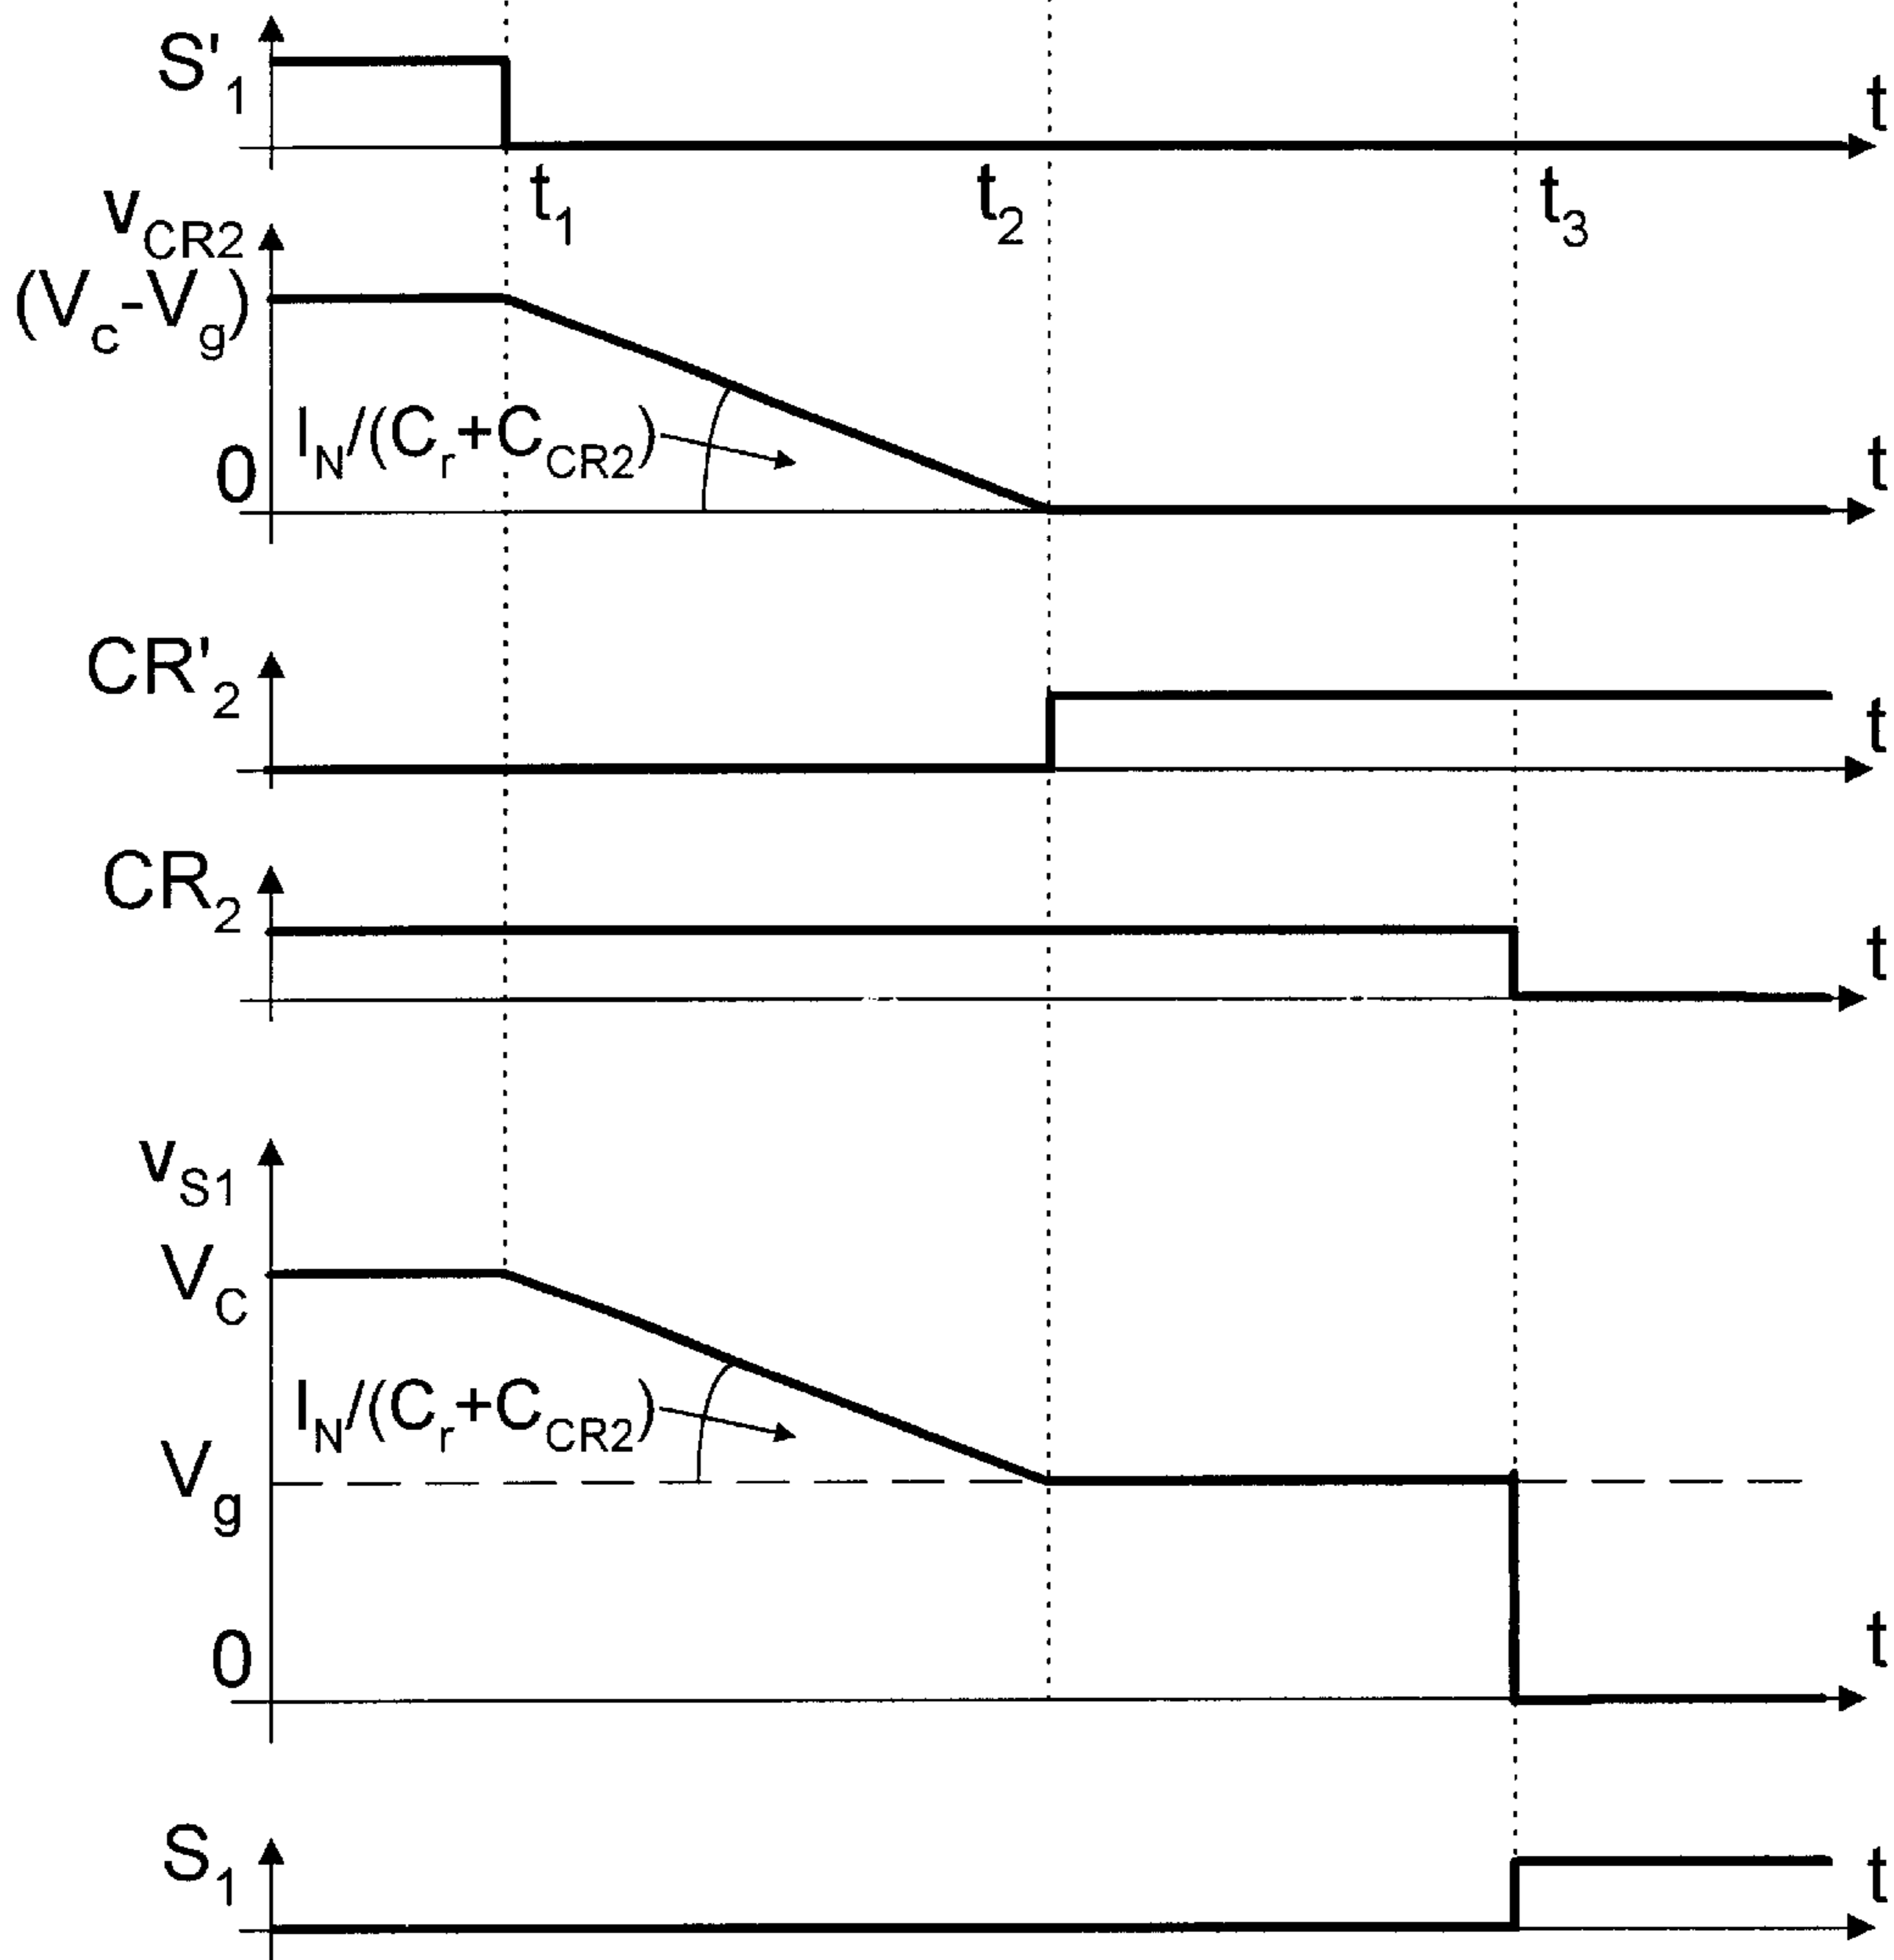 S'1
t
t1
t2
t3
vCR2
(Vc-Vg)
IN/(Cr+CCR2)
0
t
CR'2
t
CR2
t
vS1
VC
IN/(Cr+CCR2)
Vg
0
t
S1
t